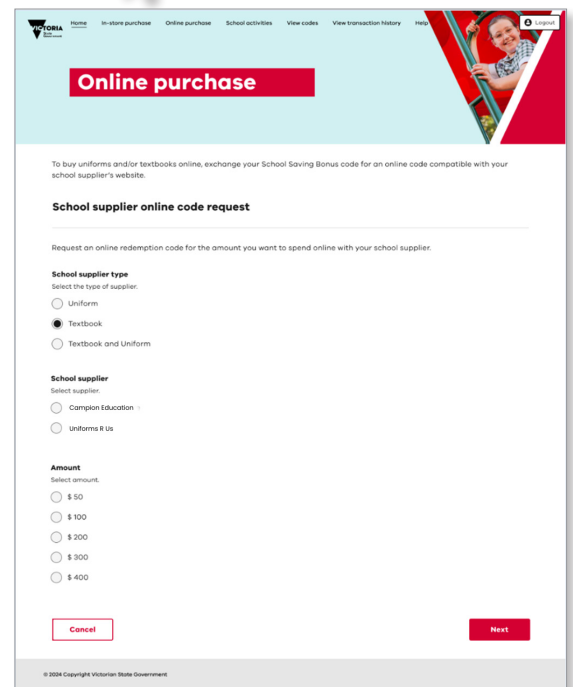 VICTORIA
State
Government
Home In-store purchase Online purchase School activities View codes View transaction history Help Logout
Online purchase
To buy uniforms and/or textbooks online, exchange your School Saving Bonus code for an online code compatible with your
school supplier's website.
School supplier online code request
Request an online redemption code for the amount you want to spend online with your school supplier.
School supplier type
Select the type of supplier.
Uniform
Textbook
Textbook and Uniform
School supplier
Select supplier.
Campion Education
Uniforms R Us
Amount
Select amount.
$ 50
$ 100
$ 200
$ 300
$ 400
Cancel Next
© 2024 Copyright Victorian State Government